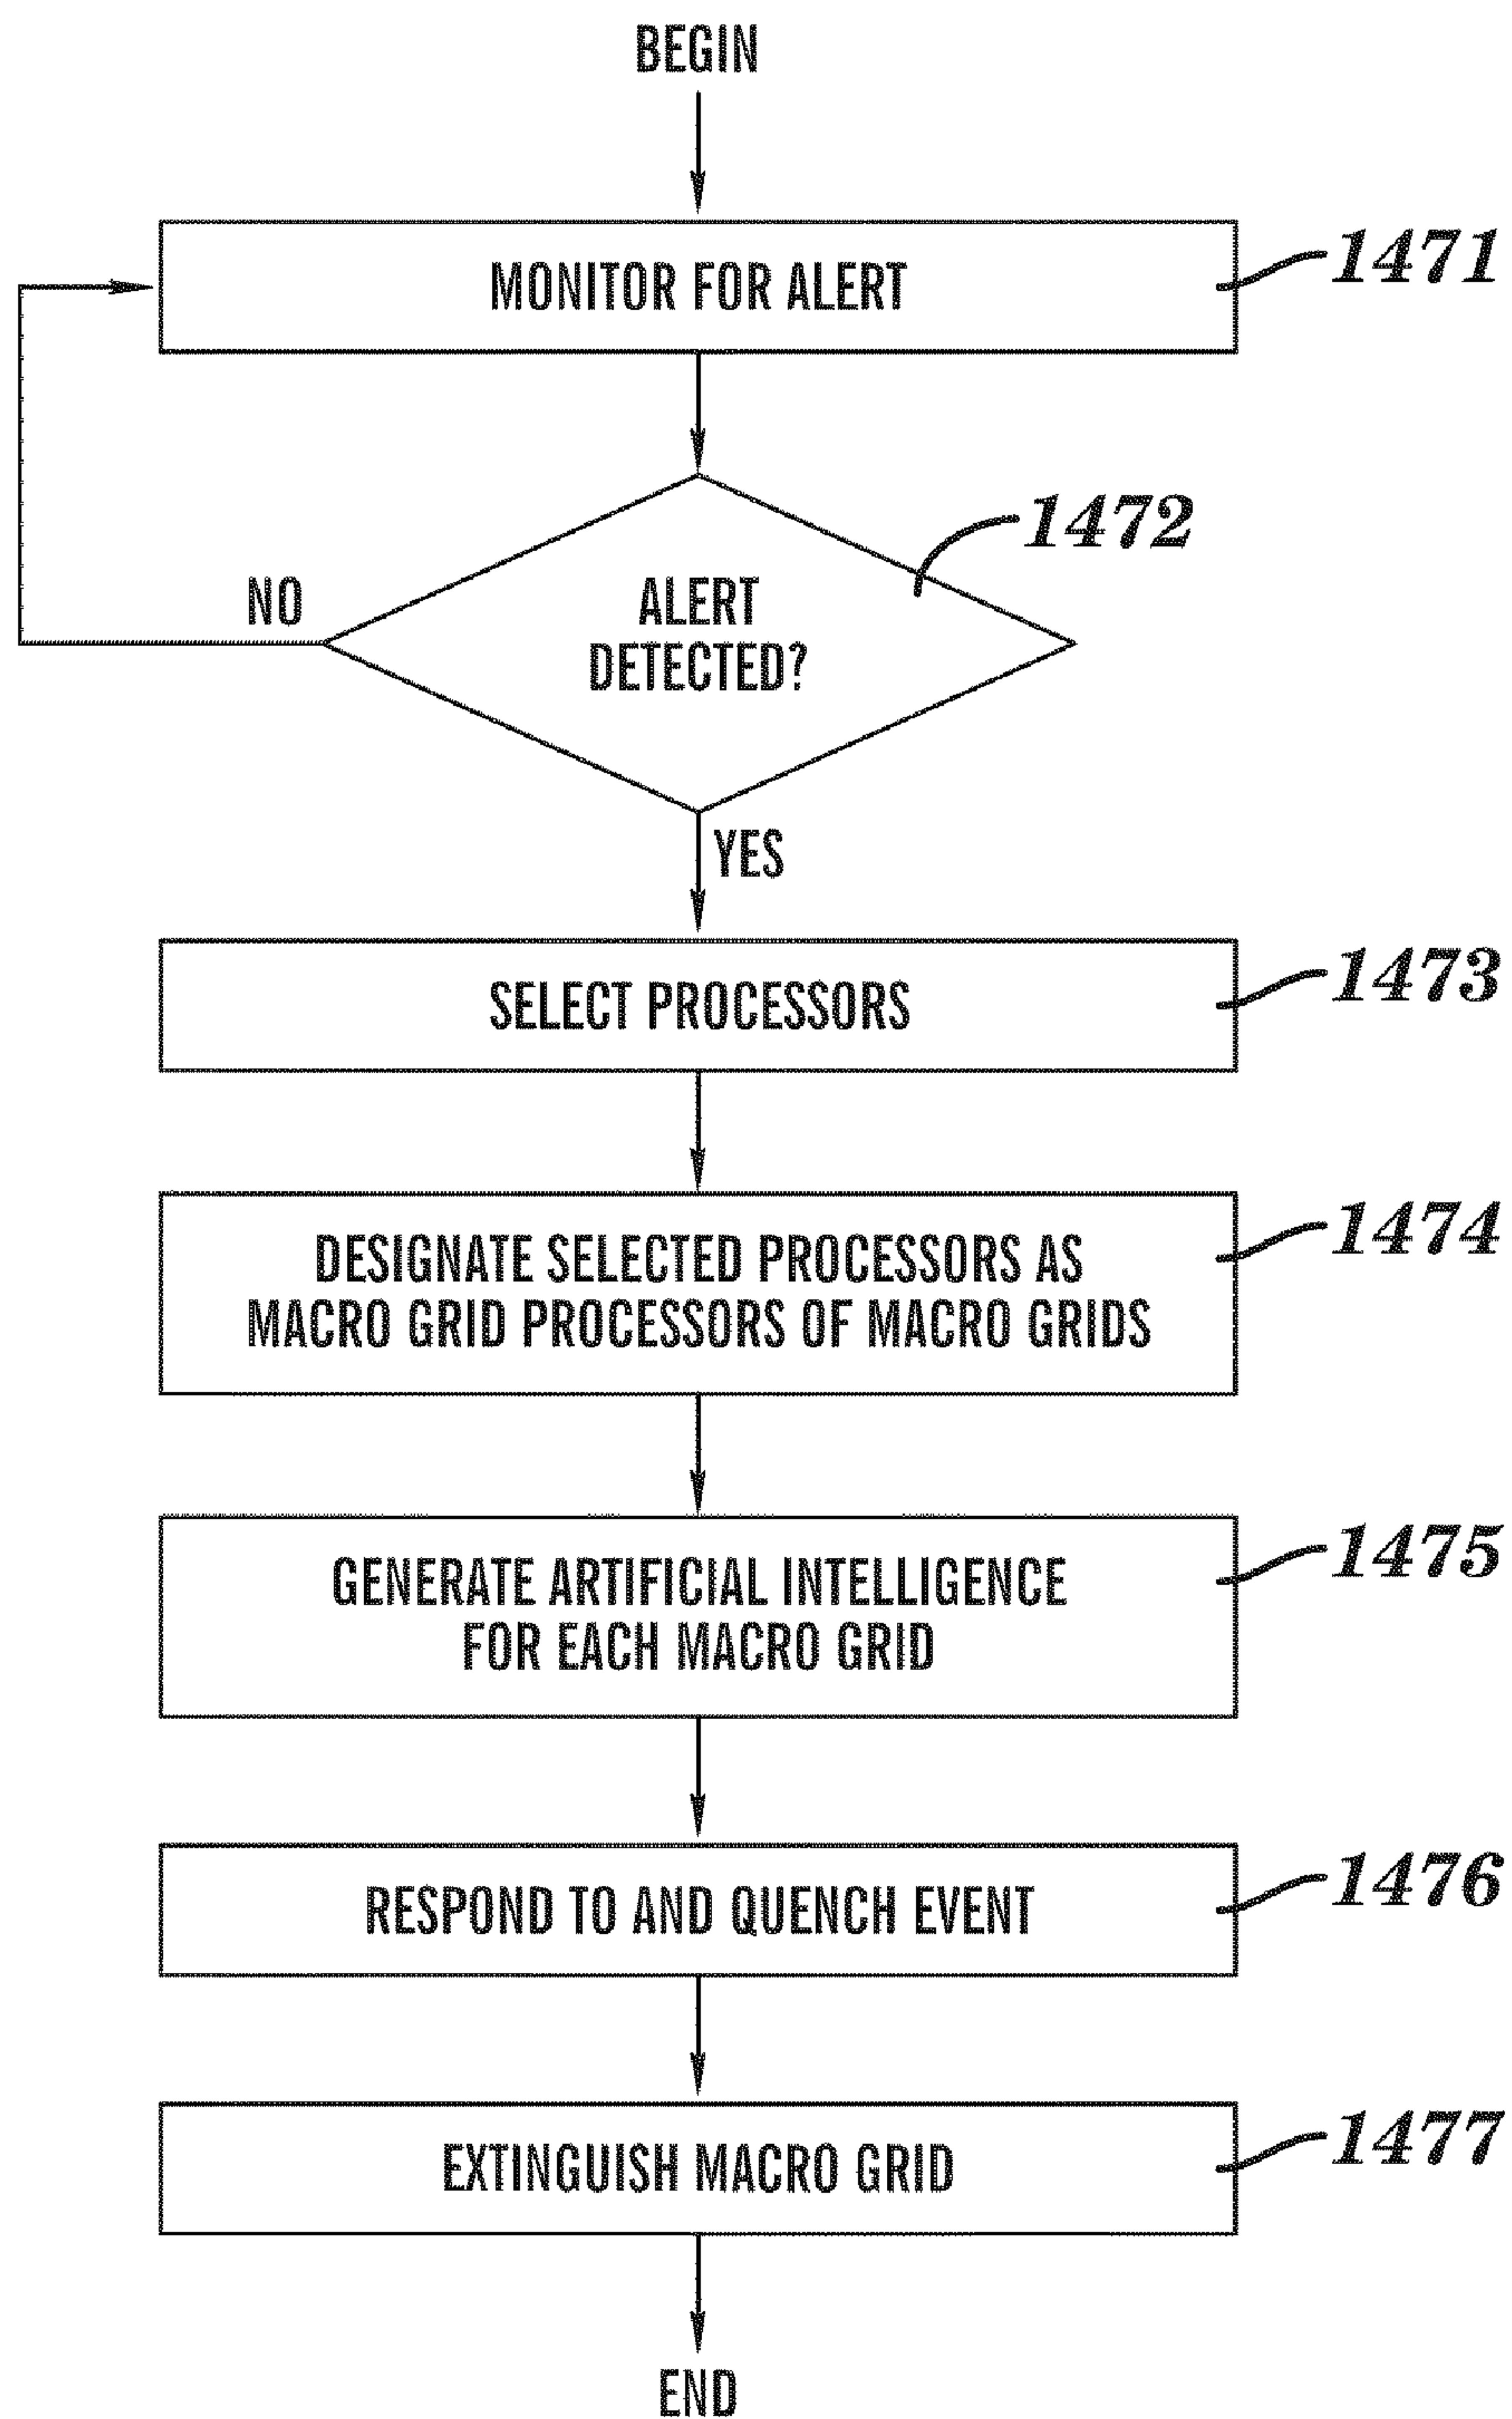 BEGIN
MONITOR FOR ALERT
1471
1472
ALERT
DETECTED?
NO
YES
SELECT PROCESSORS
1473
DESIGNATE SELECTED PROCESSORS AS
MACRO GRID PROCESSORS OF MACRO GRIDS
1474
GENERATE ARTIFICIAL INTELLIGENCE
FOR EACH MACRO GRID
1475
RESPOND TO AND QUENCH EVENT
1476
EXTINGUISH MACRO GRID
1477
END